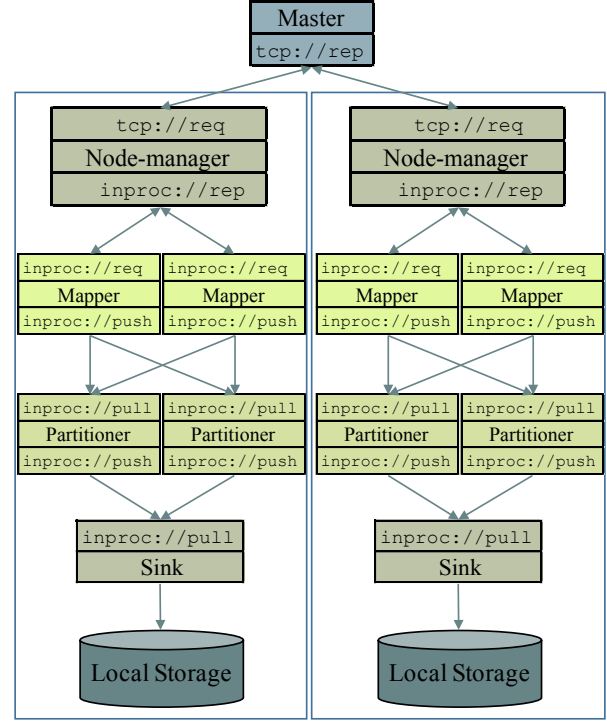 Master
tcp://rep
tcp://req
Node-manager
inproc://rep
tcp://req
Node-manager
inproc://rep
inproc://req inproc://req
Mapper Mapper
inproc://push inproc://push
inproc://req inproc://req
Mapper Mapper
inproc://push inproc://push
inproc://pull inproc://pull
Partitioner Partitioner
inproc://push inproc://push
inproc://pull inproc://pull
Partitioner Partitioner
inproc://push inproc://push
inproc://pull
Sink
inproc://pull
Sink
Local Storage
Local Storage